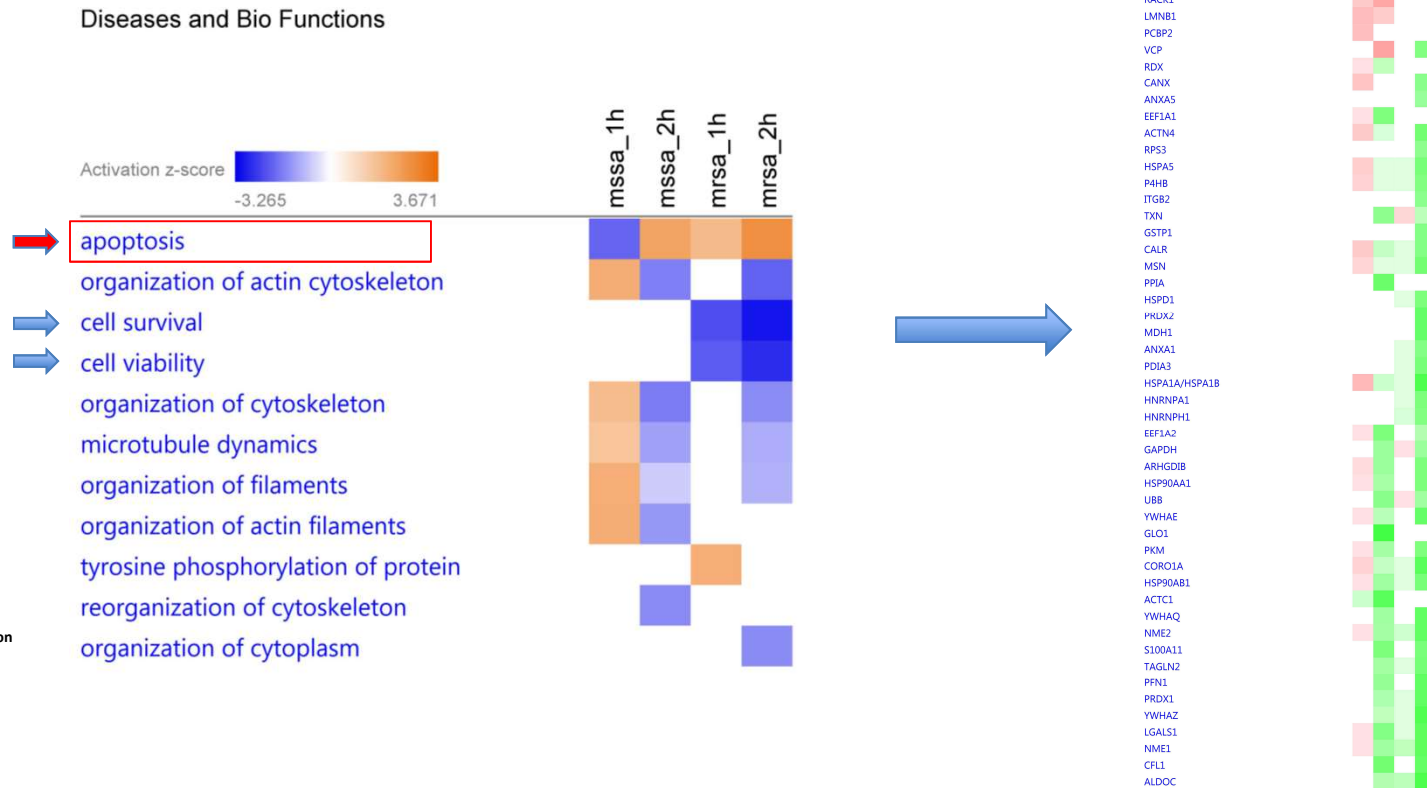 Diseases and Bio Functions
Activation z-score
-3.265 3.671
mssa_1h
mssa_2h
mrsa_1h
mrsa_2h
apoptosis
organization of actin cytoskeleton
cell survival
cell viability
organization of cytoskeleton
microtubule dynamics
organization of filaments
organization of actin filaments
tyrosine phosphorylation of protein
reorganization of cytoskeleton
organization of cytoplasm
on
RACK1
LMNB1
PCBP2
VCP
RDX
CANX
ANXA5
EEF1A1
ACTN4
RPS3
HSPA5
P4HB
ITGB2
TXN
GSTP1
CALR
MSN
PPIA
HSPD1
PRDX2
MDH1
ANXA1
PDIA3
HSPA1A/HSPA1B
HNRNPA1
HNRNPH1
EEF1A2
GAPDH
ARHGDIB
HSP90AA1
UBB
YWHAE
GLO1
PKM
CORO1A
HSP90AB1
ACTC1
YWHAQ
NME2
S100A11
TAGLN2
PFN1
PRDX1
YWHAZ
LGALS1
NME1
CFL1
ALDOC